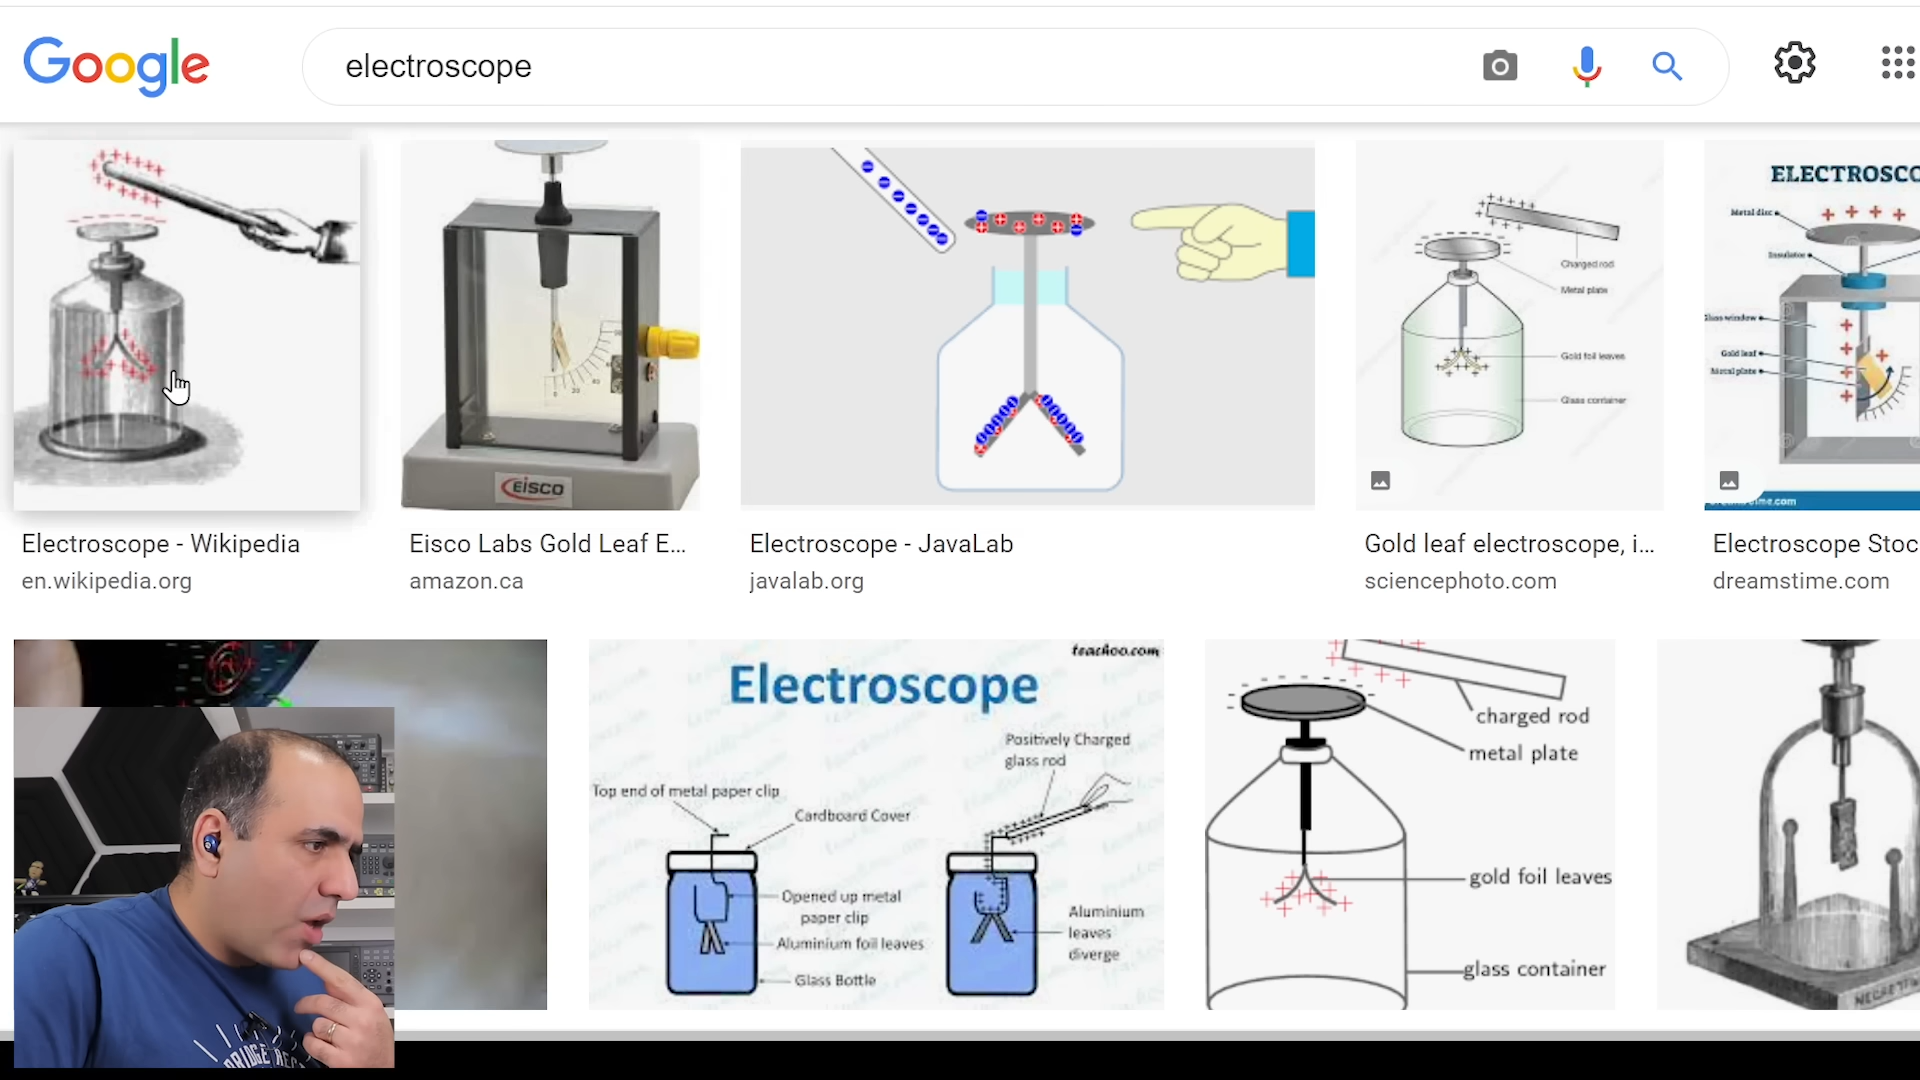 Google
electroscope
EISCO
Charged rod
Metal plate
Gold foil leaves
Glass container
ELECTROSCO
Metal disc
Insulator
Glass window
Gold leaf
Metal plate
Electroscope - Wikipedia
en.wikipedia.org
Eisco Labs Gold Leaf E...
amazon.ca
Electroscope - JavaLab
javalab.org
Gold leaf electroscope, i...
sciencephoto.com
Electroscope Stoc
dreamstime.com
teachoo.com
Electroscope
Positively Charged
glass rod
Top end of metal paper clip
Cardboard Cover
Opened up metal
paper clip
Aluminium foil leaves
Glass Bottle
Aluminium
leaves
diverge
charged rod
metal plate
gold foil leaves
glass container